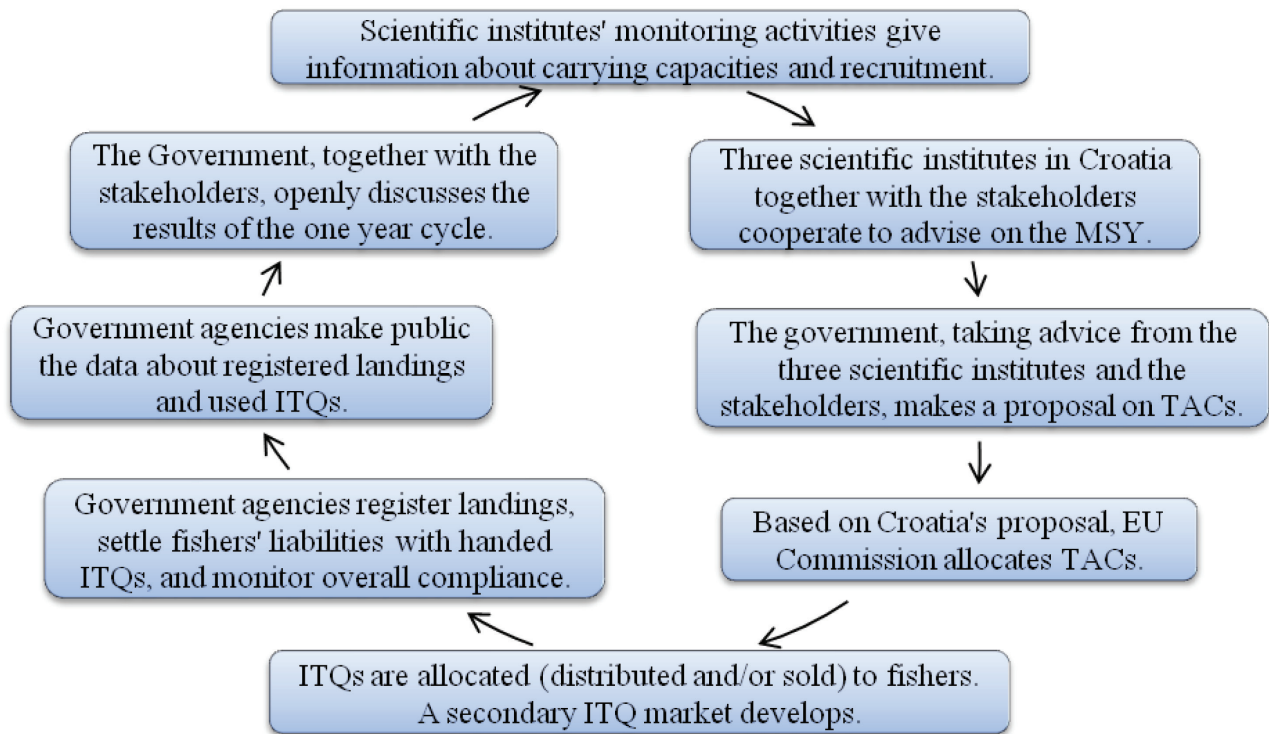 Scientific institutes' monitoring activities give
information about carrying capacities and recruitment.
Three scientific institutes in Croatia
together with the stakeholders
cooperate to advise on the MSY.
The government, taking advice from the
three scientific institutes and the
stakeholders, makes a proposal on TACs.
Based on Croatia's proposal, EU
Commission allocates TACs.
ITQs are allocated (distributed and/or sold) to fishers.
A secondary ITQ market develops.
Government agencies register landings,
settle fishers' liabilities with handed
ITQs, and monitor overall compliance.
Government agencies make public
the data about registered landings
and used ITQs.
The Government, together with the
stakeholders, openly discusses the
results of the one year cycle.